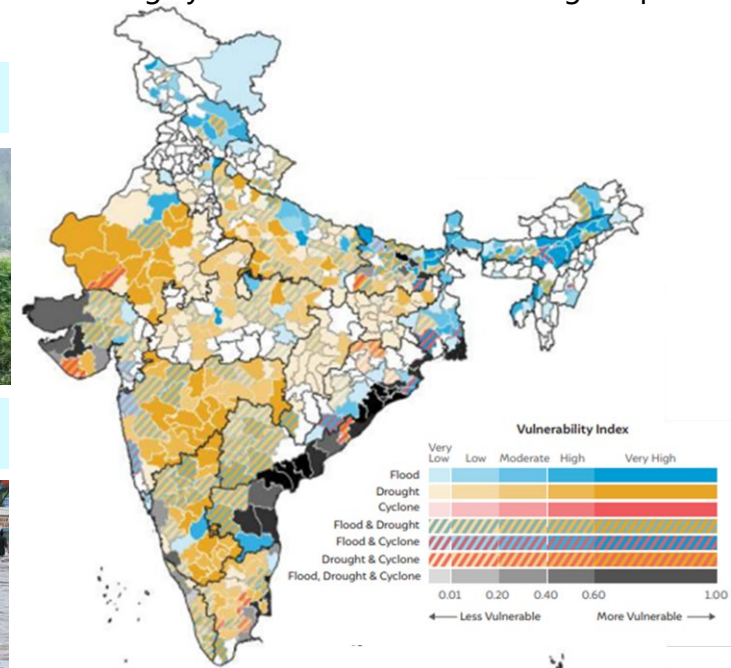 Vulnerability Index
Very
Low Low Moderate High Very High
Flood
Drought
Cyclone
Flood & Drought
Flood & Cyclone
Drought & Cyclone
Flood, Drought & Cyclone
0.01 0.20 0.40 0.60 1.00
Less Vulnerable More Vulnerable